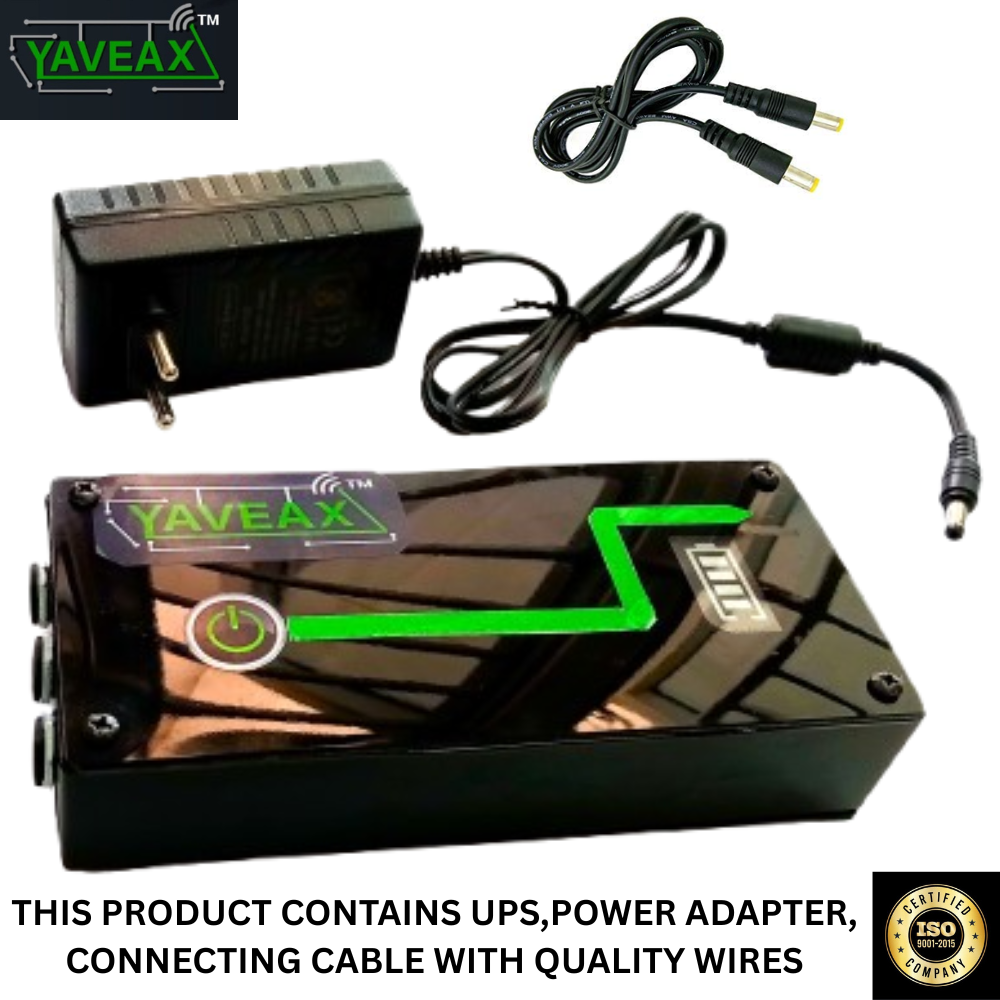 YAVEAX TM
YAVEAX TM
THIS PRODUCT CONTAINS UPS,POWER ADAPTER,
CONNECTING CABLE WITH QUALITY WIRES
CERTIFIED
ISO
9001-2015
COMPANY